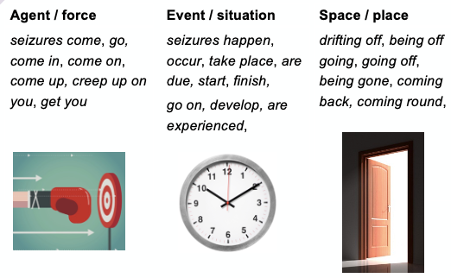 Agent / force
seizures come, go,
come in, come on,
come up, creep up on
you, get you
Event / situation
seizures happen,
occur, take place, are
due, start, finish,
go on, develop, are
experienced,
Space / place
drifting off, being off
going, going off,
being gone, coming
back, coming round,
12
1
2
3
4
5
6
7
8
9
10
11